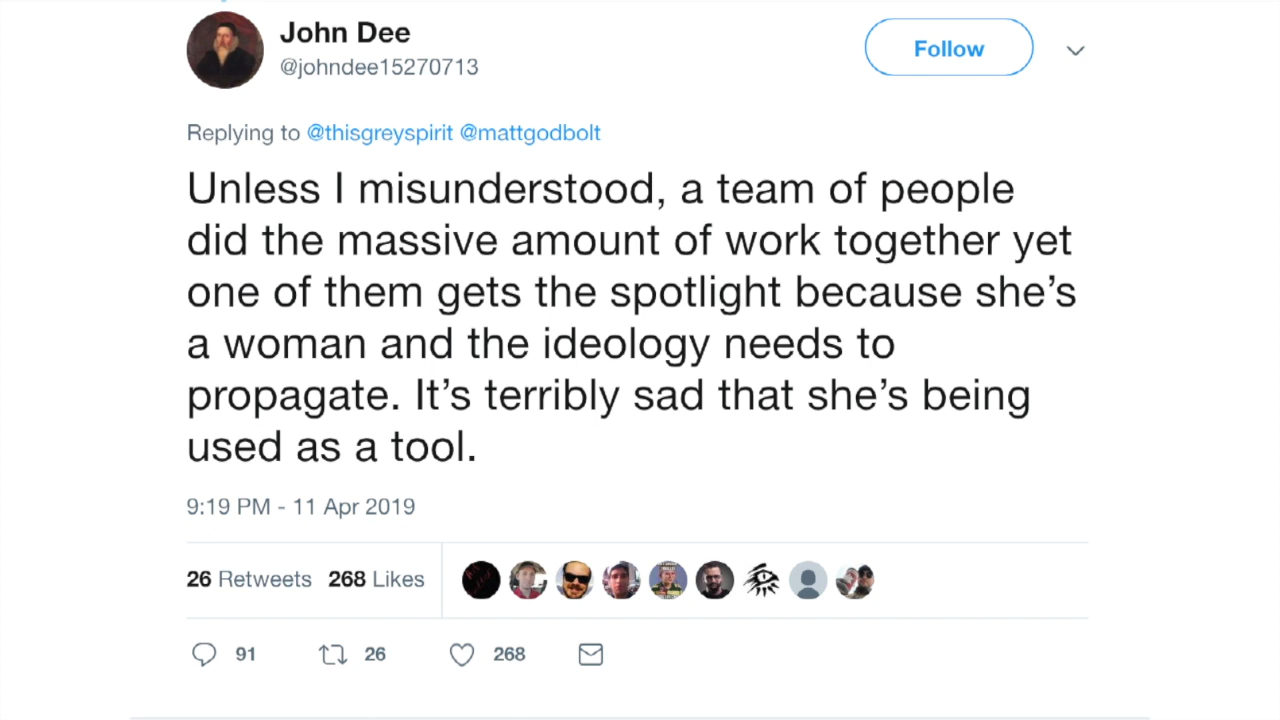 John Dee
@johndee15270713
Follow
Replying to @thisgreyspirit @mattgodbolt
Unless I misunderstood, a team of people
did the massive amount of work together yet
one of them gets the spotlight because she's
a woman and the ideology needs to
propagate. It's terribly sad that she's being
used as a tool.
9:19 PM - 11 Apr 2019
26 Retweets 268 Likes
91 26 268